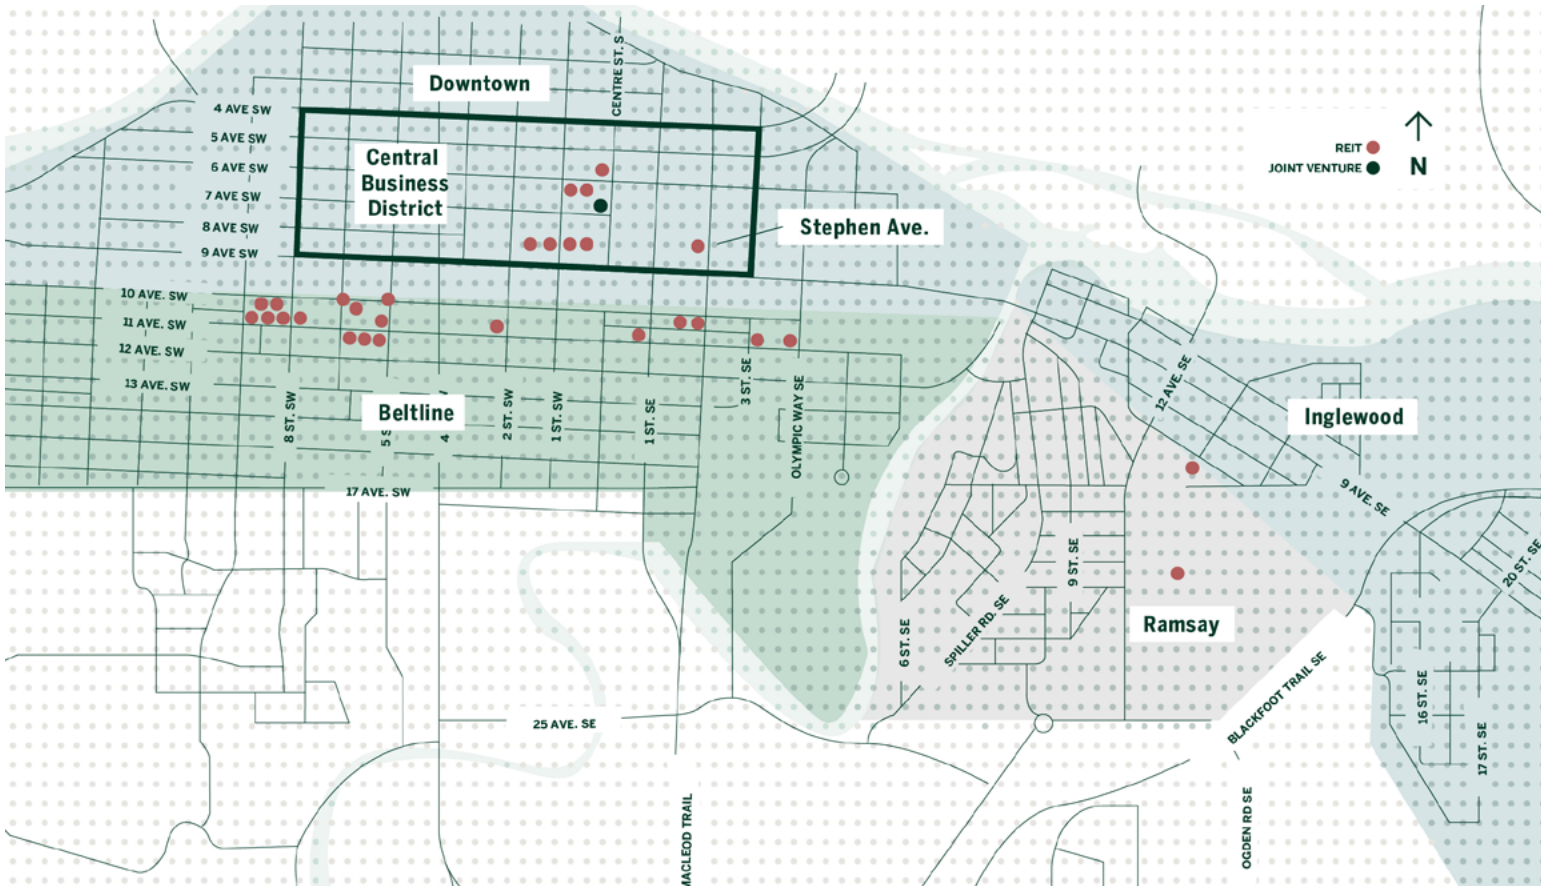 CENTRE ST. S
Downtown
4 AVE SW
5 AVE SW
6 AVE SW
7 AVE SW
8 AVE SW
9 AVE SW
Central
Business
District
REIT
JOINT VENTURE
N
Stephen Ave.
10 AVE. SW
11 AVE. SW
12 AVE. SW
13 AVE. SW
8 ST. SW
Beltline
5 S
4
2 ST. SW
1 ST. SW
1 ST. SE
3 ST. SE
OLYMPIC WAY SE
12 AVE. SE
Inglewood
17 AVE. SW
9 AVE. SE
20 ST. SE
9 ST. SE
6 ST. SE
SPILLER RD. SE
Ramsay
BLACKFOOT TRAIL SE
16 ST. SE
17 ST. SE
25 AVE. SE
MACLEOD TRAIL
OGDEN RD SE